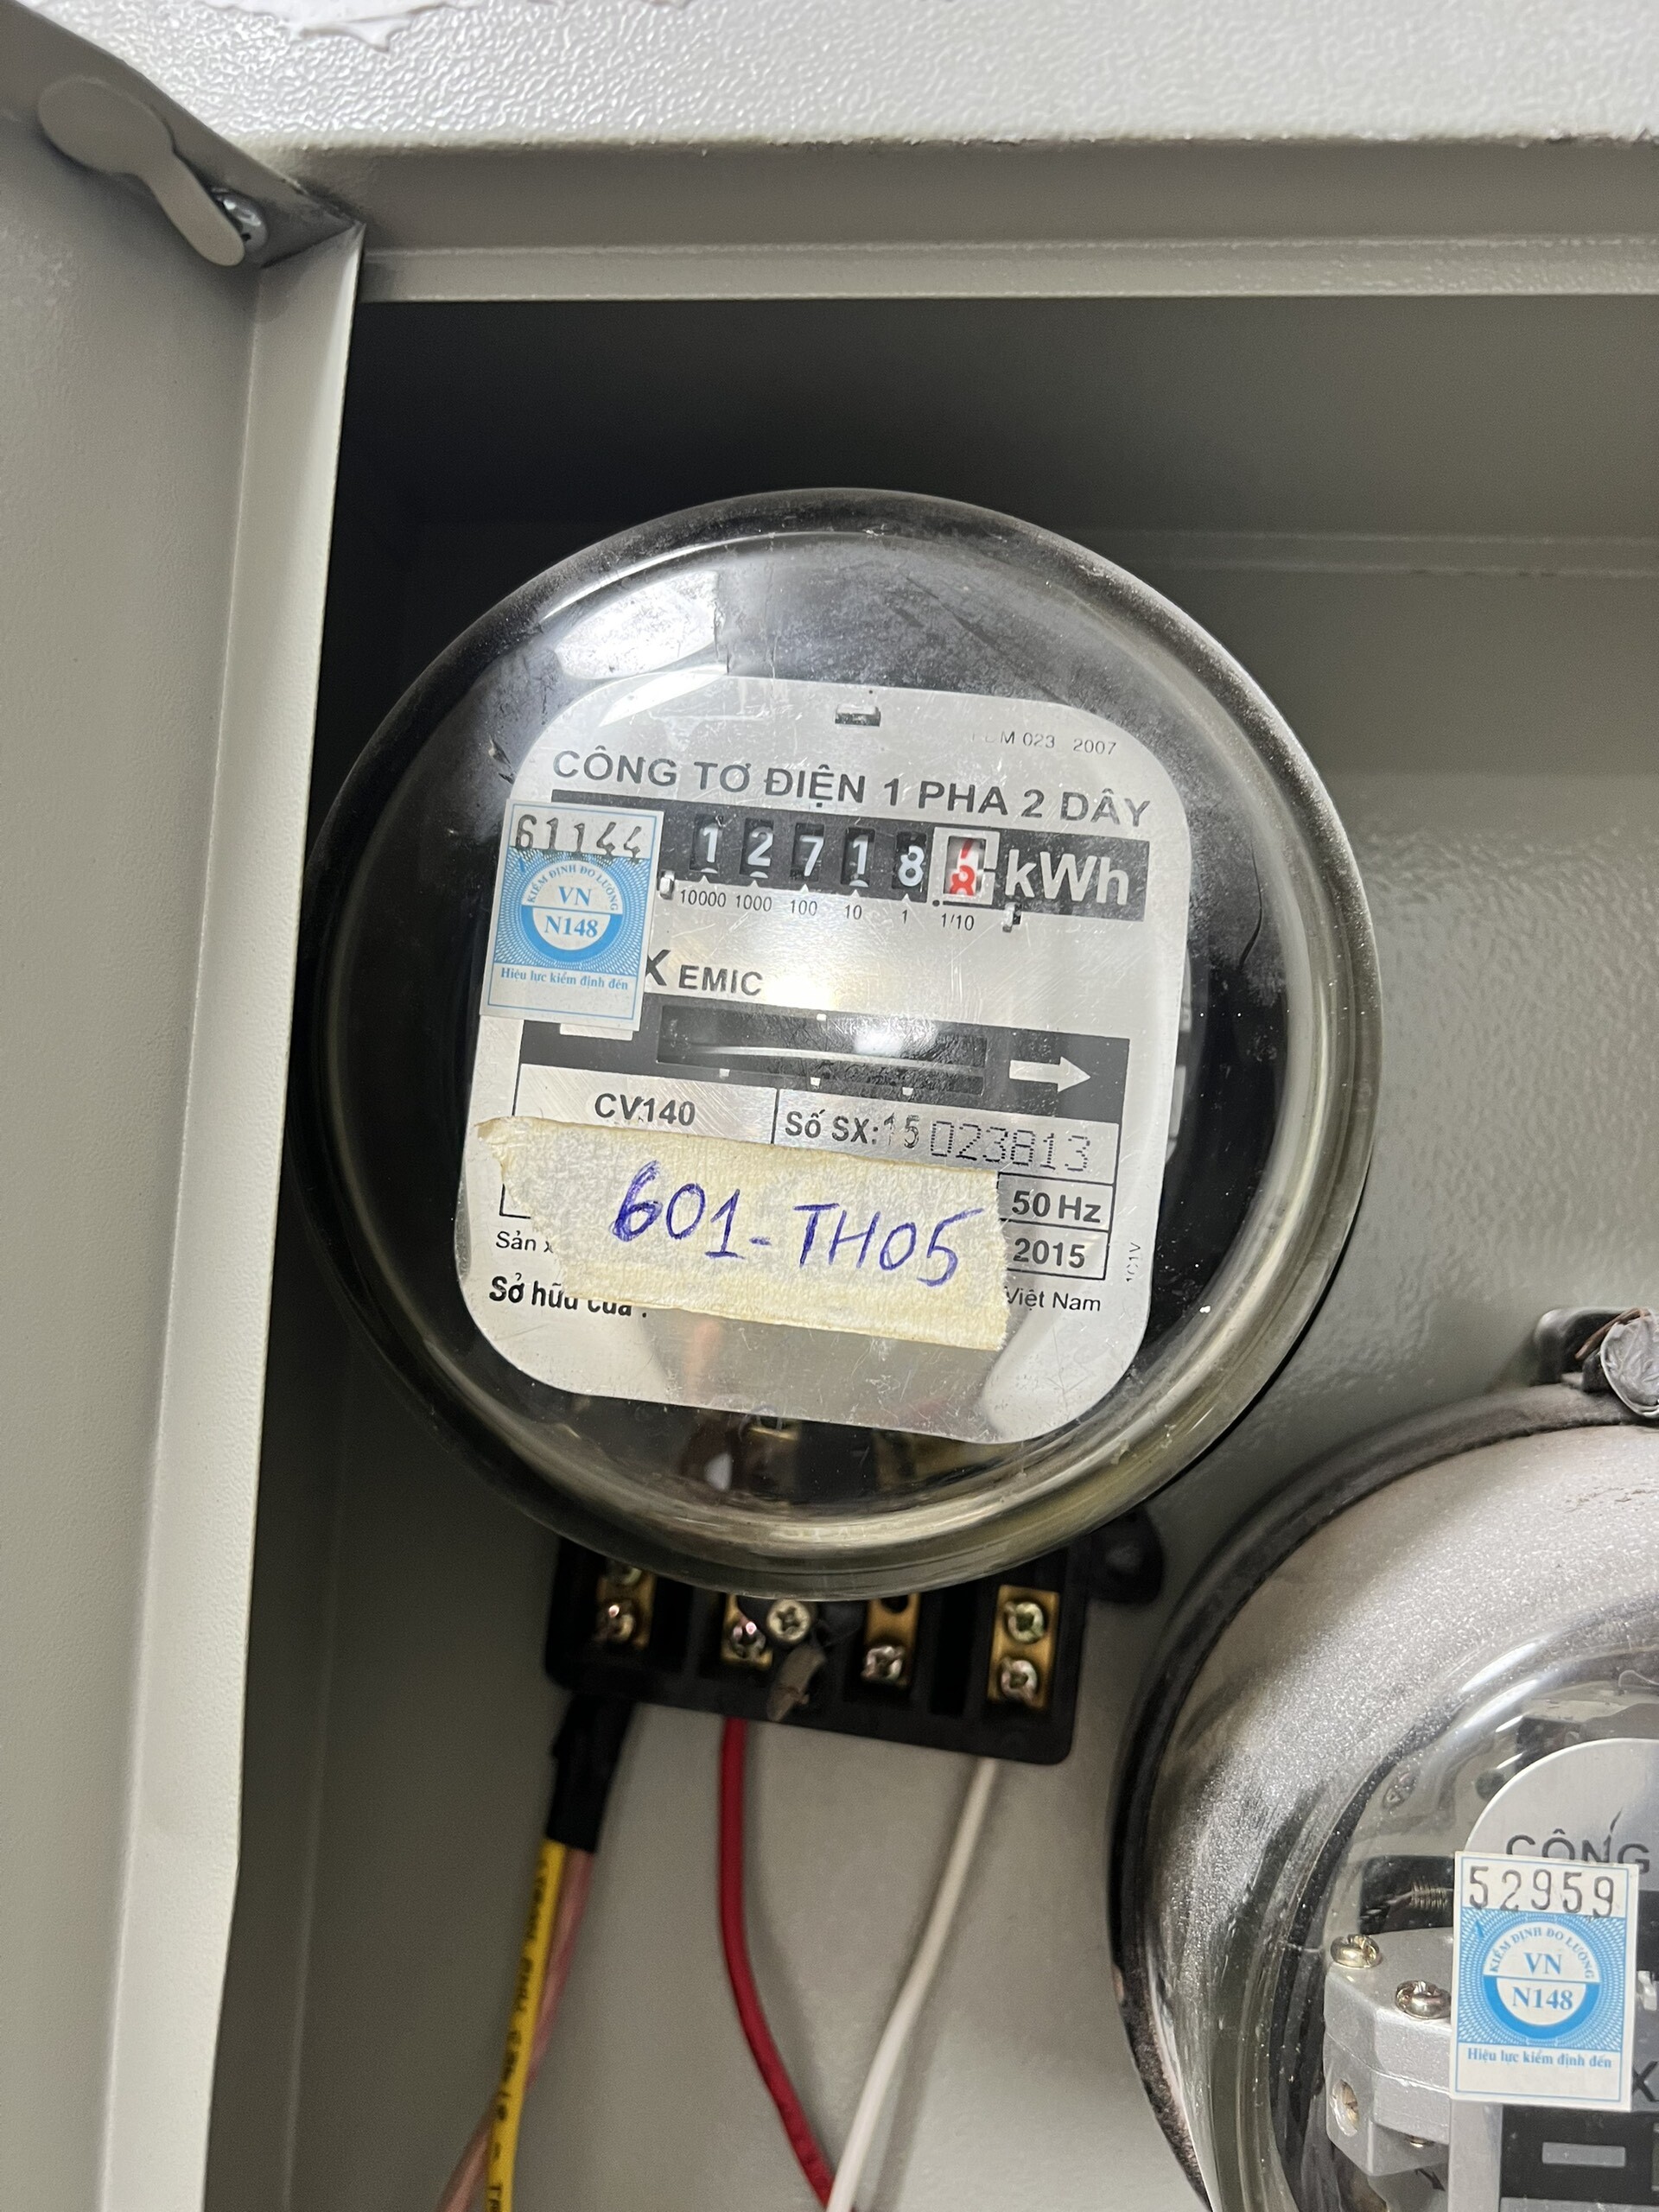 2007
CÔNG TƠ ĐIỆN 1 PHA 2 DÂY
61144
1 2 7 1 8 kWh
10000 1000 100 10 1 1/10
KIỂM ĐỊNH ĐO LƯỜNG
VN
N148
Hiệu lực kiểm định đến
EMIC
CV140
Số SX: 15 023813
601-TH05
50 Hz
2015
Sản
Việt Nam
Sở hữu của :
CÔNG
52959
KIỂM ĐỊNH ĐO LƯỜNG
VN
N148
Hiệu lực kiểm định đến